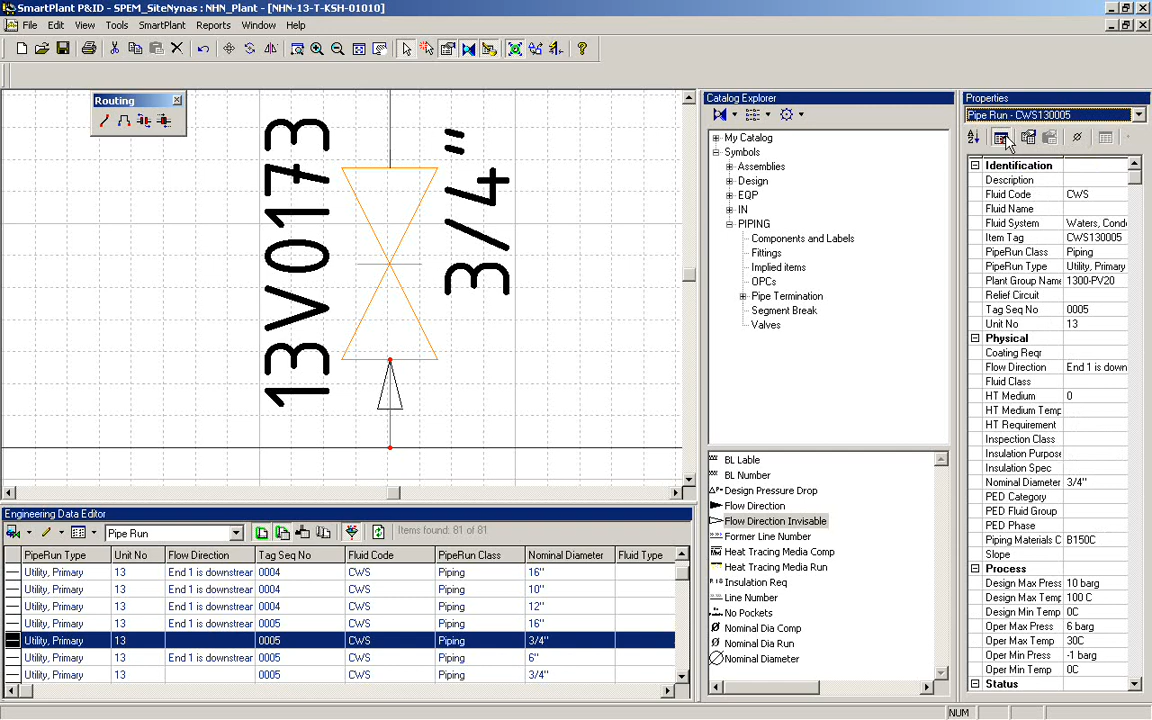 SmartPlant P&ID - SPEM_SiteNynas : NHN_Plant - [NHN-13-T-KSH-01010]
File Edit View Tools SmartPlant Reports Window Help
Routing
13V0173
3/4"
Catalog Explorer
My Catalog
Symbols
Assemblies
Design
EQP
IN
PIPING
Components and Labels
Fittings
Implied items
OPCs
Pipe Termination
Segment Break
Valves
BL Lable
BL Number
Design Pressure Drop
Flow Direction
Flow Direction Invisable
Former Line Number
Heat Tracing Media Comp
Heat Tracing Media Run
Insulation Req
Line Number
No Pockets
Nominal Dia Comp
Nominal Dia Run
Nominal Diameter
Properties
Pipe Run - CWS130005
Identification
Description
Fluid Code CWS
Fluid Name
Fluid System Waters, Cond
Item Tag CWS130005
PipeRun Class Piping
PipeRun Type Utility, Primary
Plant Group Name 1300-PV20
Relief Circuit
Tag Seq No 0005
Unit No 13
Physical
Coating Reqr
Flow Direction End 1 is down
Fluid Class
HT Medium 0
HT Medium Temp
HT Requirement
Inspection Class
Insulation Purpose
Insulation Spec
Nominal Diameter 3/4"
PED Category
PED Fluid Group
PED Phase
Piping Materials C B150C
Slope
Process
Design Max Press 10 barg
Design Max Temp 100 C
Design Min Temp 0C
Oper Max Press 6 barg
Oper Max Temp 30C
Oper Min Press -1 barg
Oper Min Temp 0C
Status
Engineering Data Editor
Pipe Run
Items found: 81 of 81
PipeRun Type Unit No Flow Direction Tag Seq No Fluid Code PipeRun Class Nominal Diameter Fluid Type
Utility, Primary 13 End 1 is downstrear 0004 CWS Piping 16"
Utility, Primary 13 End 1 is downstrear 0004 CWS Piping 10"
Utility, Primary 13 End 1 is downstrear 0004 CWS Piping 12"
Utility, Primary 13 End 1 is downstrear 0005 CWS Piping 16"
Utility, Primary 13 0005 CWS Piping 3/4"
Utility, Primary 13 End 1 is downstrear 0005 CWS Piping 6"
Utility, Primary 13 0005 CWS Piping 3/4"
NUM